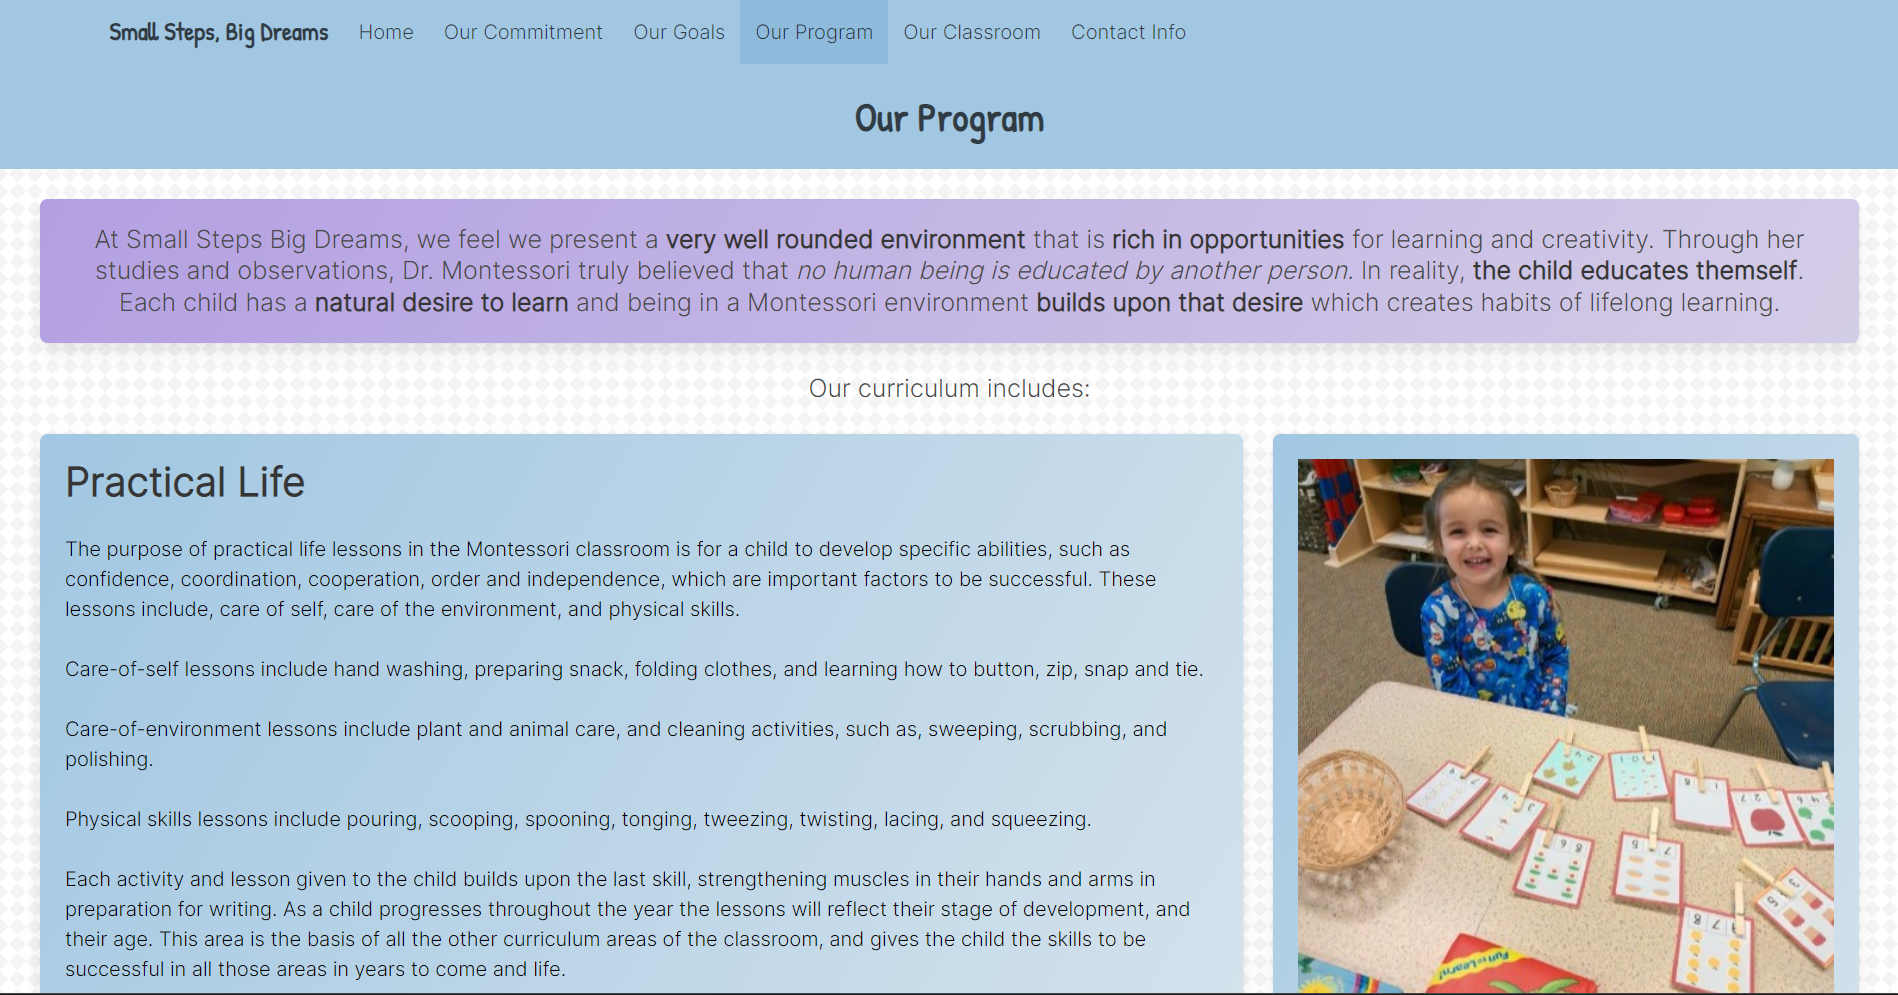 Small Steps, Big Dreams Home Our Commitment Our Goals Our Program Our Classroom Contact Info
Our Program
At Small Steps Big Dreams, we feel we present a very well rounded environment that is rich in opportunities for learning and creativity. Through her
studies and observations, Dr. Montessori truly believed that no human being is educated by another person. In reality, the child educates themself.
Each child has a natural desire to learn and being in a Montessori environment builds upon that desire which creates habits of lifelong learning.
Our curriculum includes:
Practical Life
The purpose of practical life lessons in the Montessori classroom is for a child to develop specific abilities, such as
confidence, coordination, cooperation, order and independence, which are important factors to be successful. These
lessons include, care of self, care of the environment, and physical skills.
Care-of-self lessons include hand washing, preparing snack, folding clothes, and learning how to button, zip, snap and tie.
Care-of-environment lessons include plant and animal care, and cleaning activities, such as, sweeping, scrubbing, and
polishing.
Physical skills lessons include pouring, scooping, spooning, tonging, tweezing, twisting, lacing, and squeezing.
Each activity and lesson given to the child builds upon the last skill, strengthening muscles in their hands and arms in
preparation for writing. As a child progresses throughout the year the lessons will reflect their stage of development, and
their age. This area is the basis of all the other curriculum areas of the classroom, and gives the child the skills to be
successful in all those areas in years to come and life.
Fun to Learn!